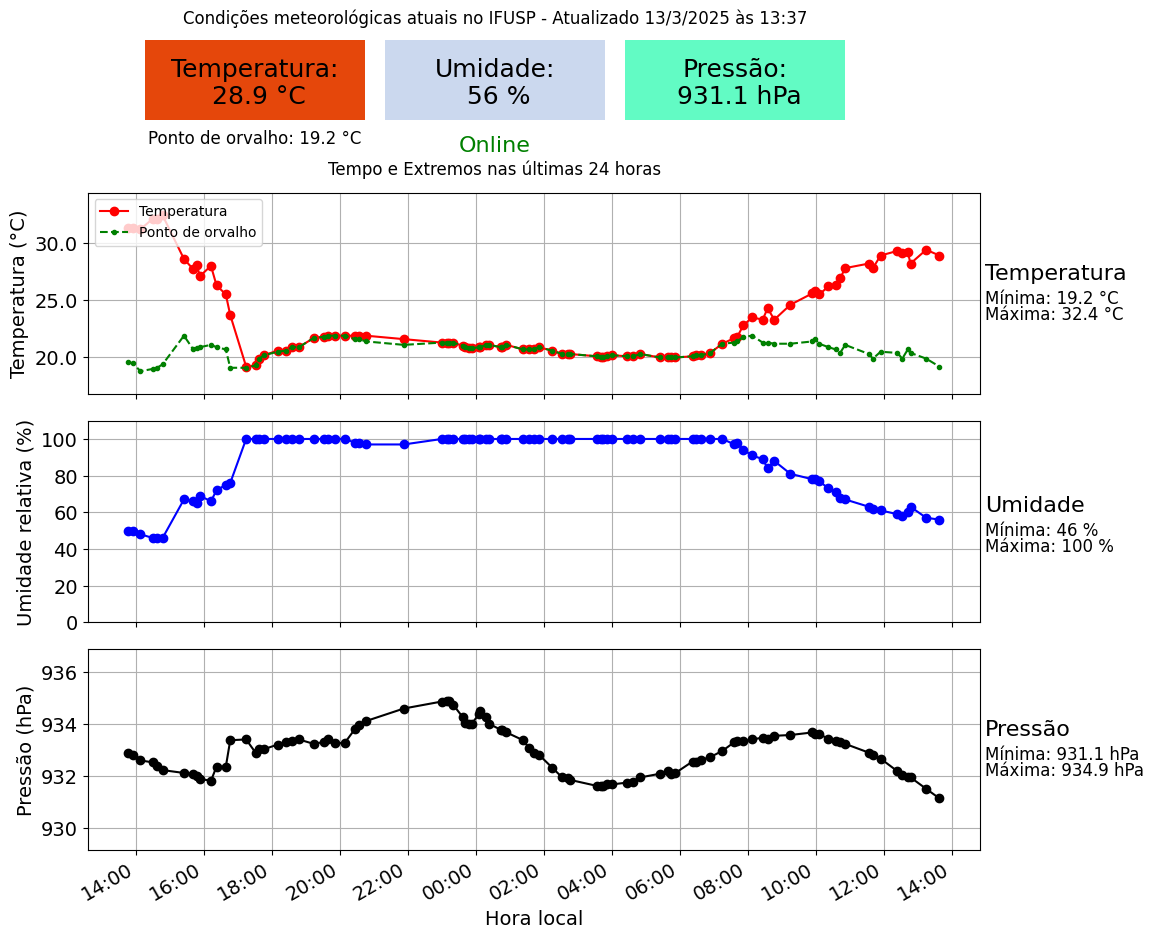 Condições meteorológicas atuais no IFUSP - Atualizado 13/3/2025 às 13:37
Temperatura:
28.9 °C
Umidade:
56 %
Pressão:
931.1 hPa
Ponto de orvalho: 19.2 °C
Online
Tempo e Extremos nas últimas 24 horas
Temperatura (°C)
30.0
25.0
20.0
Temperatura
Ponto de orvalho
Temperatura
Mínima: 19.2 °C
Máxima: 32.4 °C
Umidade relativa (%)
100
80
60
40
20
0
Umidade
Mínima: 46 %
Máxima: 100 %
Pressão (hPa)
936
934
932
930
Pressão
Mínima: 931.1 hPa
Máxima: 934.9 hPa
14:00
16:00
18:00
20:00
22:00
00:00
02:00
04:00
06:00
08:00
10:00
12:00
14:00
Hora local